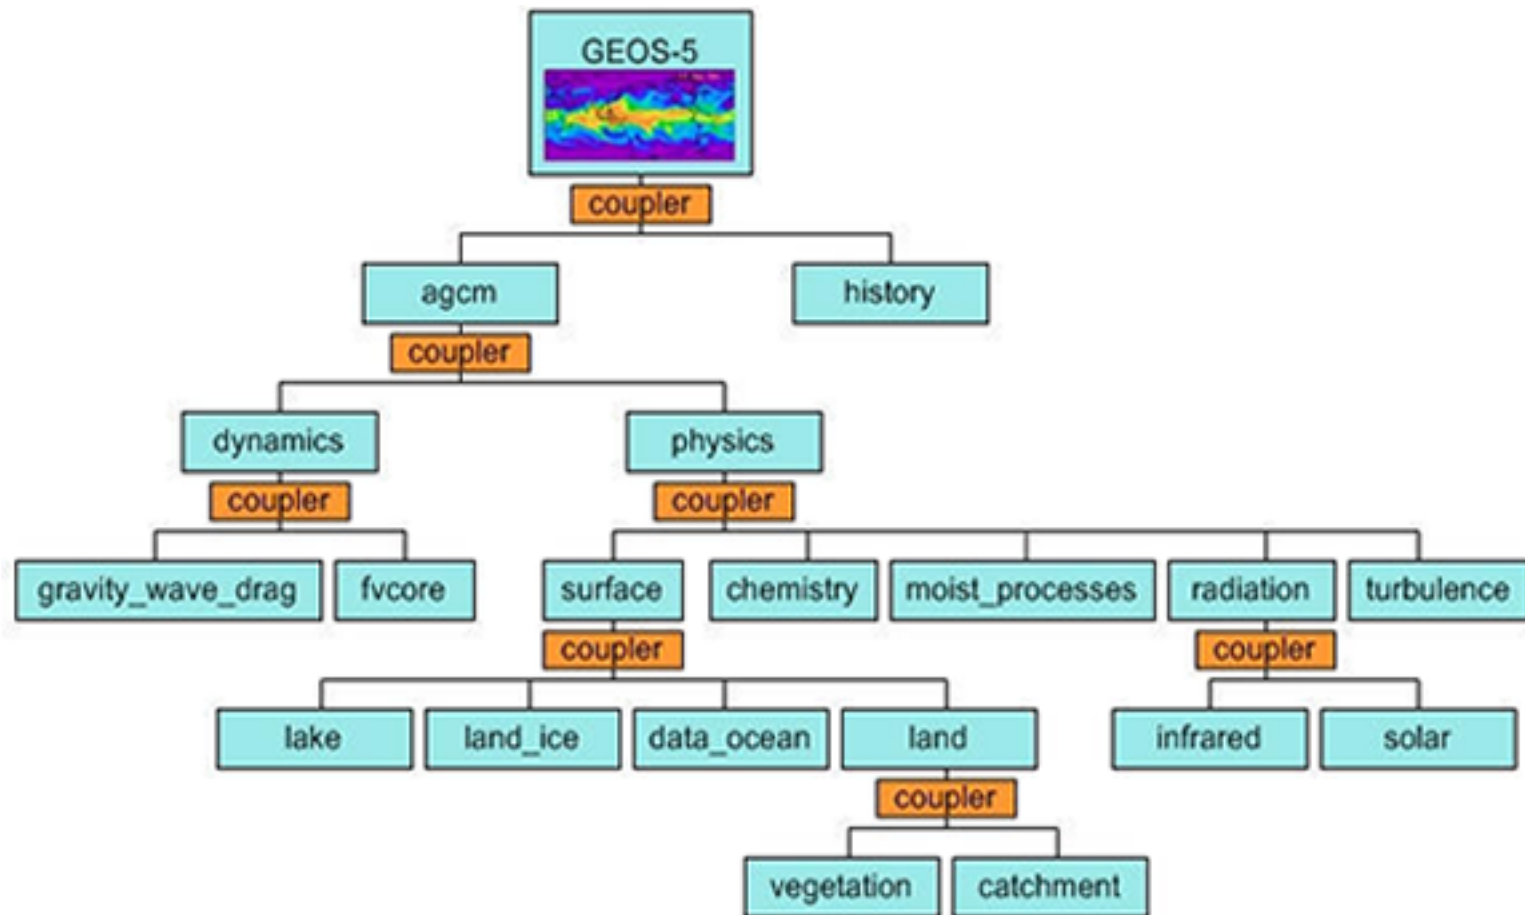 GEOS-5
coupler
agcm
history
coupler
dynamics
physics
coupler
coupler
gravity_wave_drag
fvcore
surface
chemistry
moist_processes
radiation
turbulence
coupler
coupler
lake
land_ice
data_ocean
land
infrared
solar
coupler
vegetation
catchment